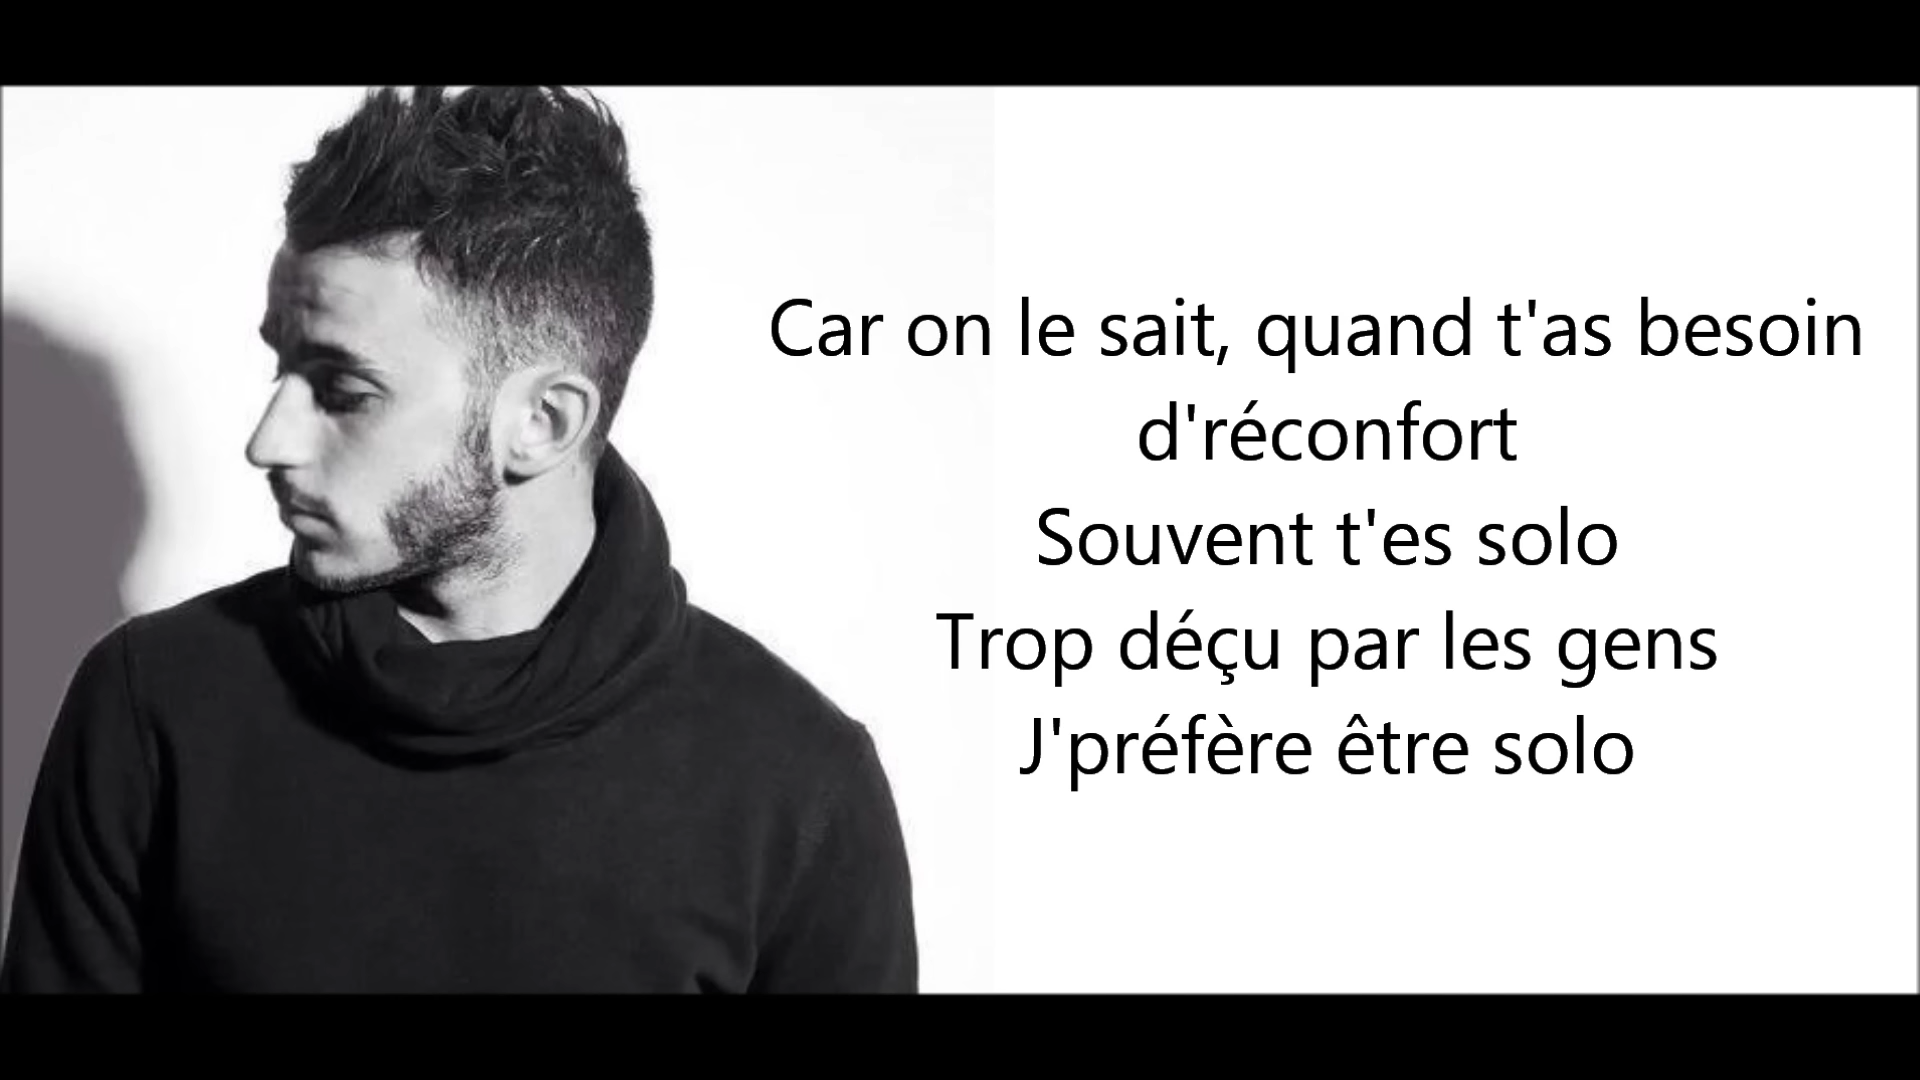 Car on le sait, quand t'as besoin
d'réconfort
Souvent t'es solo
Trop déçu par les gens
J'préfère être solo